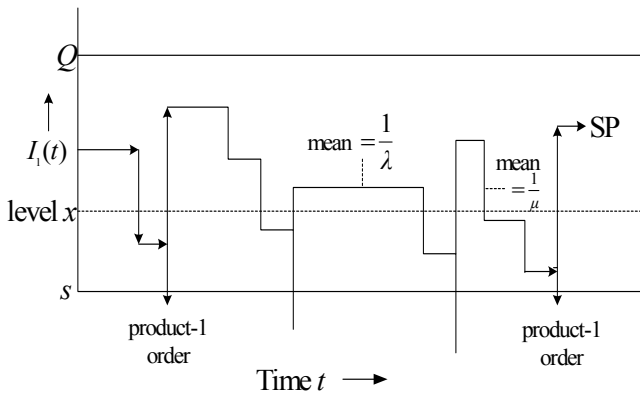 Q
I₁(t)
level x
s
mean = 1/λ
SP
mean
= 1/μ
product-1
order
product-1
order
Time t